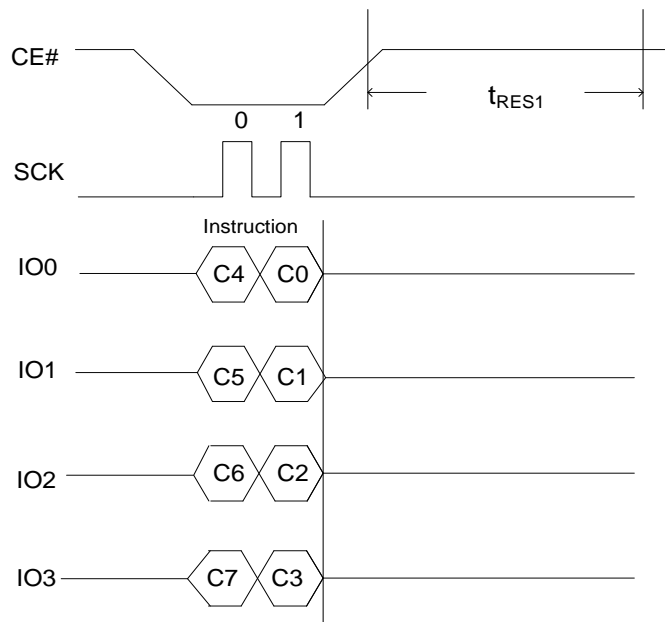 CE#
tRES1
0 1
SCK
Instruction
IO0 C4 C0
IO1 C5 C1
IO2 C6 C2
IO3 C7 C3